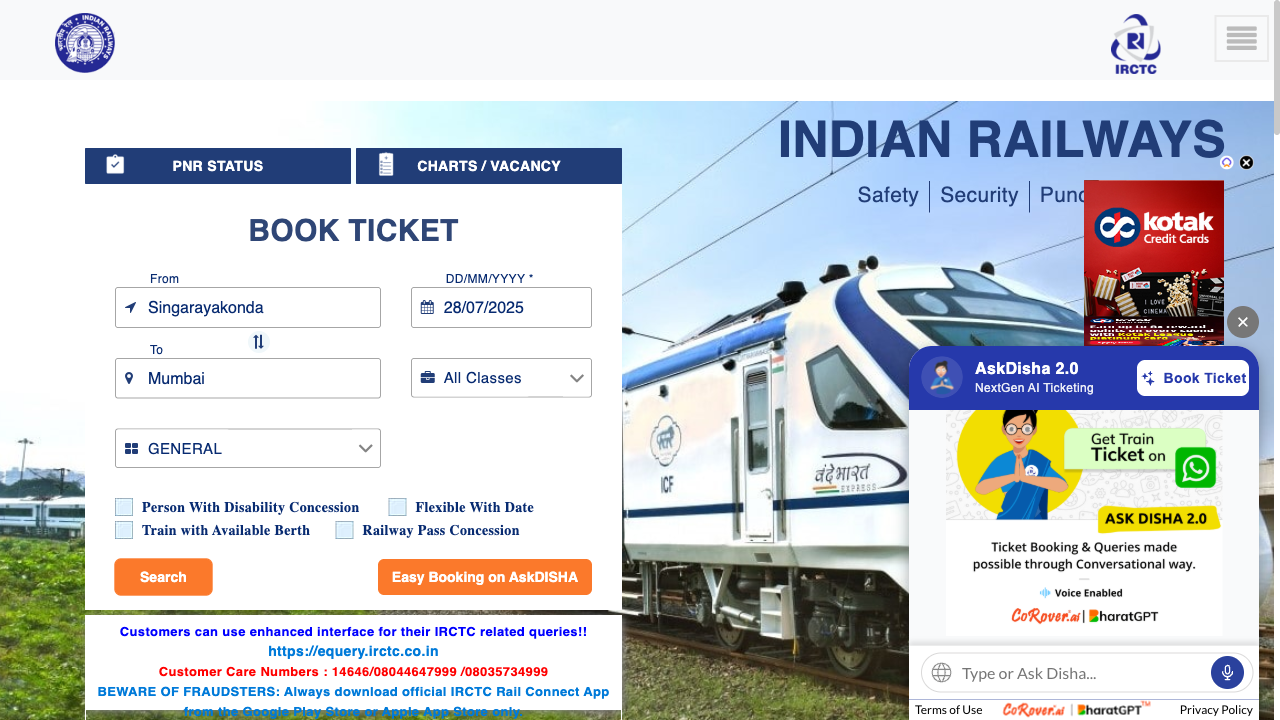 INDIAN RAILWAYS
IRCTC
INDIAN RAILWAYS
Safety | Security | Punc
PNR STATUS
CHARTS / VACANCY
BOOK TICKET
From
DD/MM/YYYY *
Singarayakonda
28/07/2025
To
Mumbai
All Classes
GENERAL
Person With Disability Concession
Flexible With Date
Train with Available Berth
Railway Pass Concession
Search
Easy Booking on AskDISHA
Customers can use enhanced interface for their IRCTC related queries!!
https://equery.irctc.co.in
Customer Care Numbers : 14646/08044647999 /08035734999
BEWARE OF FRAUDSTERS: Always download official IRCTC Rail Connect App
from the Google Play Store or Apple App Store only.
ICF
वंदे भारत
EXPRESS
kotak
Credit Cards
I LOVE
CINEMA
AskDisha 2.0
NextGen AI Ticketing
Book Ticket
Get Train
Ticket on
ASK DISHA 2.0
Ticket Booking & Queries made
possible through Conversational way.
Voice Enabled
CoRover.ai | BharatGPT
Type or Ask Disha...
Terms of Use
CoRover.ai | BharatGPT™
Privacy Policy